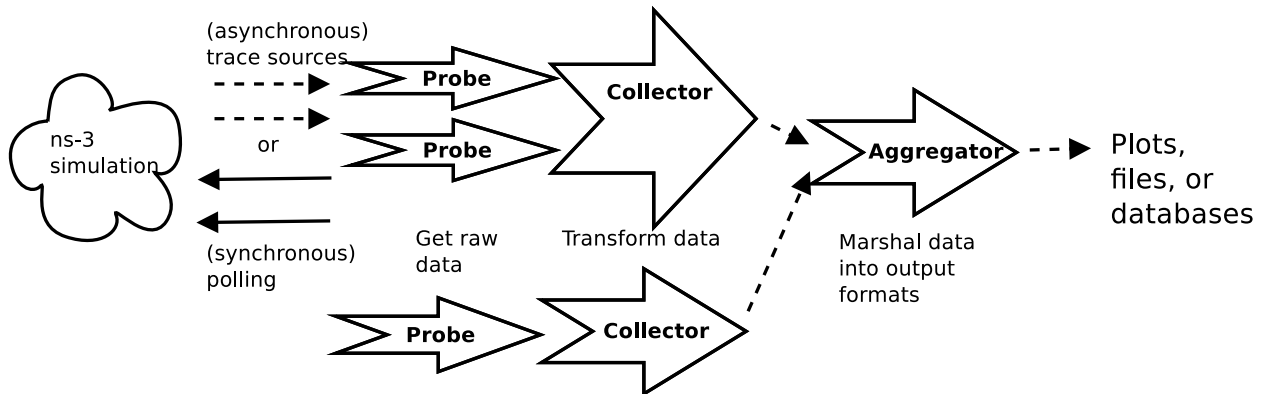 (asynchronous)
trace sources
Probe
Collector
ns-3
simulation
or
Probe
Aggregator
Plots,
files, or
databases
(synchronous)
polling
Get raw
data
Transform data
Marshal data
into output
formats
Probe
Collector